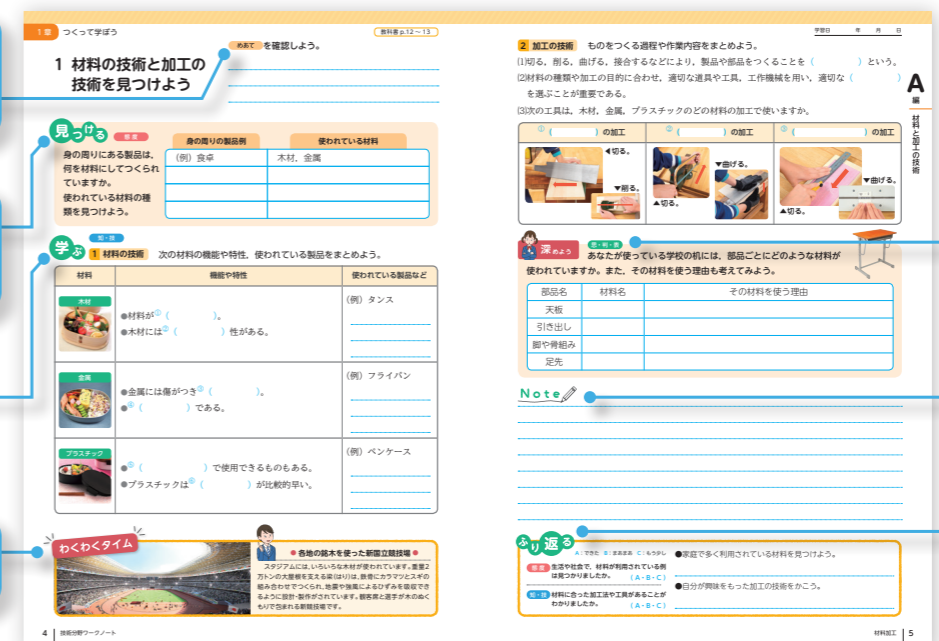 1章 つくって学ぼう
教科書 p.12～13
1 材料の技術と加工の
技術を見つけよう
めあて を確認しよう。
見つける 態度
身の周りにある製品は、
何を材料にしてつくられ
ていますか。
使われている材料の種
類を見つけよう。
身の周りの製品例 使われている材料
（例）食卓 木材，金属
知・技
学ぶ 1 材料の技術 次の材料の機能や特性，使われている製品をまとめよう。
材料 機能や特性 使われている製品など
木材
●材料が①（ ）。
●木材には②（ ）性がある。
（例）タンス
金属
●金属には傷がつき③（ ）。
●④（ ）である。
（例）フライパン
プラスチック
●⑤（ ）で使用できるものもある。
●プラスチックは⑥（ ）が比較的早い。
（例）ペンケース
わくわくタイム
●各地の銘木を使った新国立競技場●
スタジアムには，いろいろな木材が使われています。重量2
万トンの大屋根を支える梁(はり)は，鉄骨にカラマツとスギの
組み合わせでつくられ，地震や強風によるひずみを吸収でき
るように設計・製作がされています。観客席と選手が木のぬく
もりで包まれる新競技場です。
4 技術分野ワークノート
学習日 年 月 日
2 加工の技術 ものをつくる過程や作業内容をまとめよう。
(1)切る，削る，曲げる，接合するなどにより，製品や部品をつくることを（ ）という。
(2)材料の種類や加工の目的に合わせ，適切な道具や工具，工作機械を用い，適切な（ ）
を選ぶことが重要である。
(3)次の工具は，木材，金属，プラスチックのどの材料の加工で使いますか。
①（ ）の加工 ②（ ）の加工 ③（ ）の加工
◀切る。
▼削る。
▲切る。
▼曲げる。
▲切る。
▼曲げる。
A
編
材料と加工の技術
深めよう 思・判・表
あなたが使っている学校の机には，部品ごとにどのような材料が
使われていますか。また，その材料を使う理由も考えてみよう。
部品名 材料名 その材料を使う理由
天板
引き出し
脚や骨組み
足先
Note
ふり返る
A：できた B：まあまあ C：もう少し
態度 生活や社会で，材料が利用されている例
は見つかりましたか。 （A・B・C）
知・技 材料に合った加工法や工具があることが
わかりましたか。 （A・B・C）
●家庭で多く利用されている材料を見つけよう。
●自分が興味をもった加工の技術をかこう。
材料加工 5